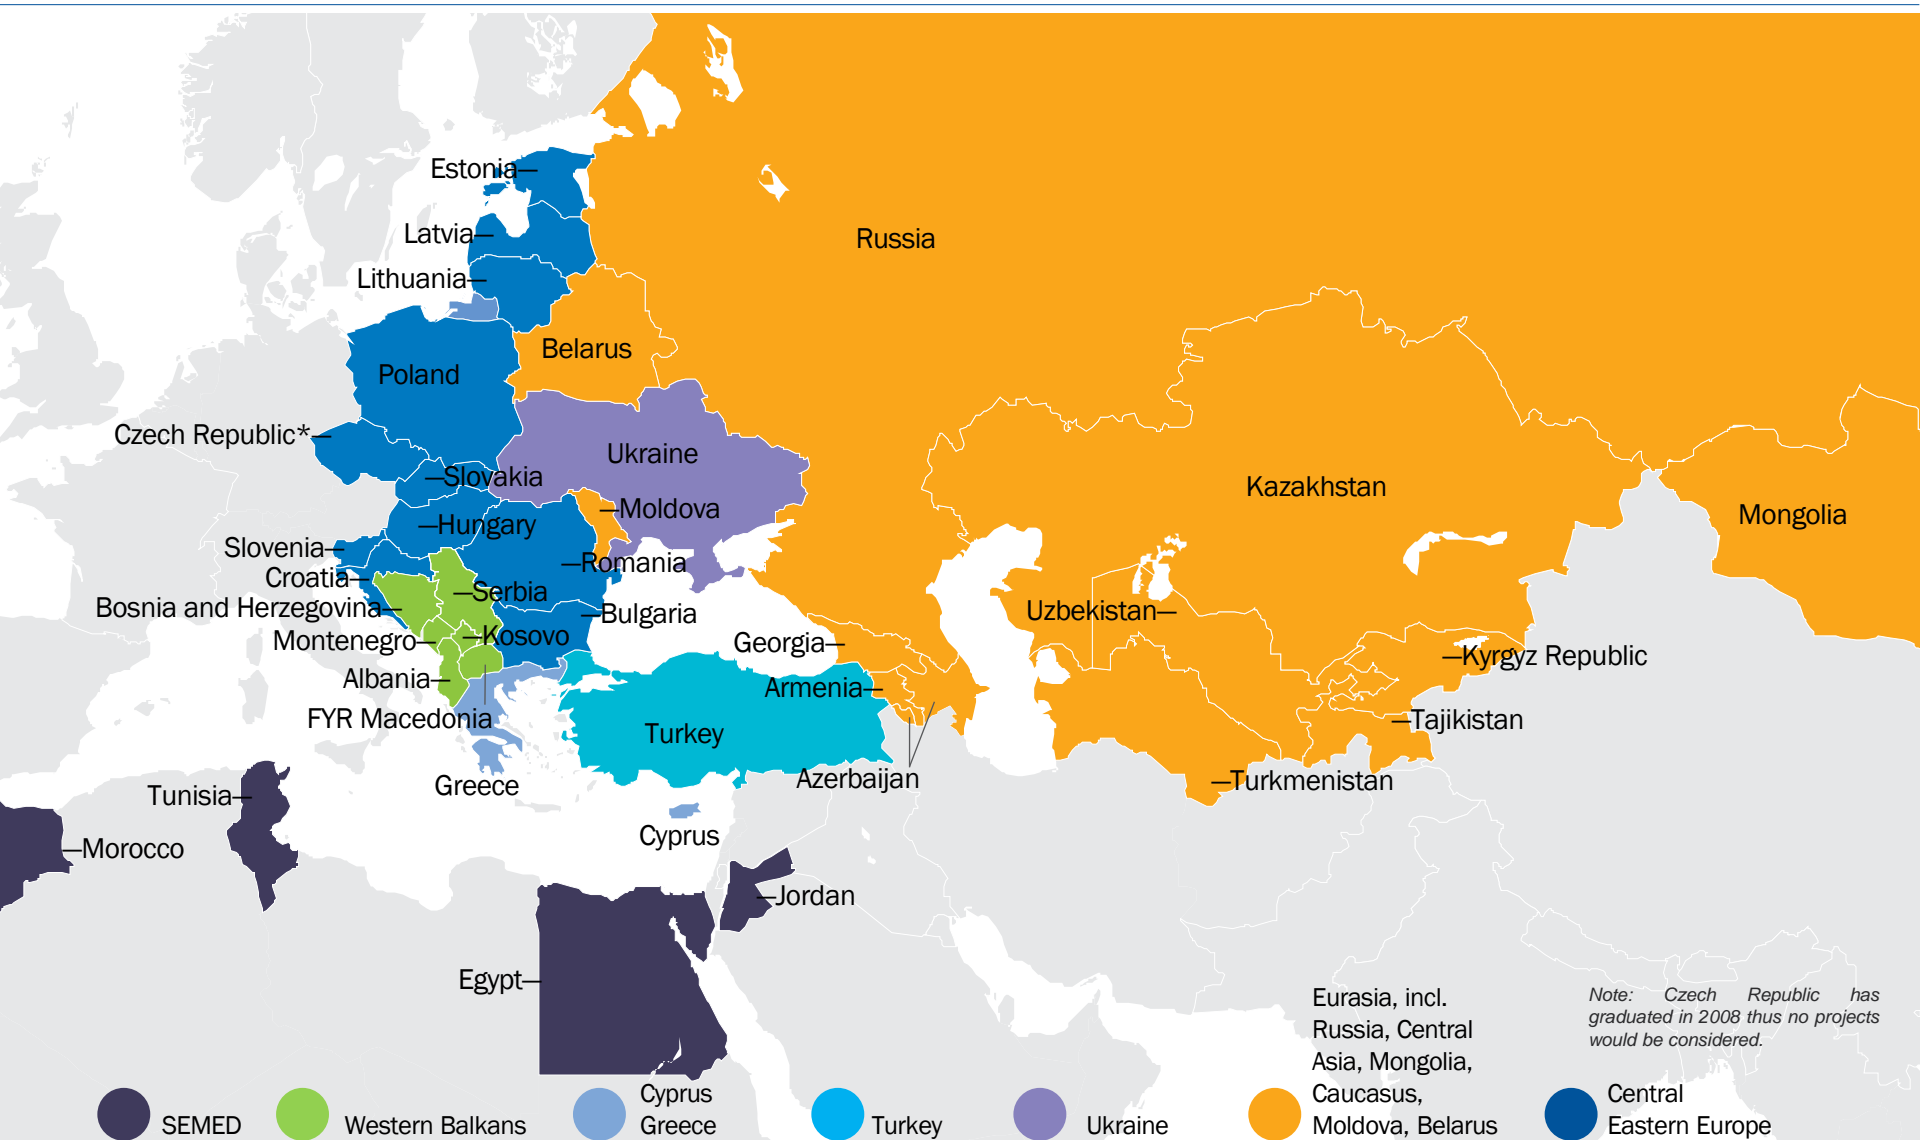 Estonia
Latvia
Russia
Lithuania
Belarus
Poland
Czech Republic*
Ukraine
Slovakia
Kazakhstan
Moldova
Mongolia
Hungary
Slovenia
Romania
Croatia
Serbia
Bosnia and Herzegovina
Uzbekistan
Bulgaria
Kosovo
Montenegro
Georgia
Kyrgyz Republic
Albania
Armenia
FYR Macedonia
Tajikistan
Turkey
Azerbaijan
Turkmenistan
Greece
Tunisia
Cyprus
Morocco
Jordan
Egypt
Note: Czech Republic has
graduated in 2008 thus no projects
would be considered.
SEMED
Western Balkans
Cyprus
Greece
Turkey
Ukraine
Eurasia, incl.
Russia, Central
Asia, Mongolia,
Caucasus,
Moldova, Belarus
Central
Eastern Europe